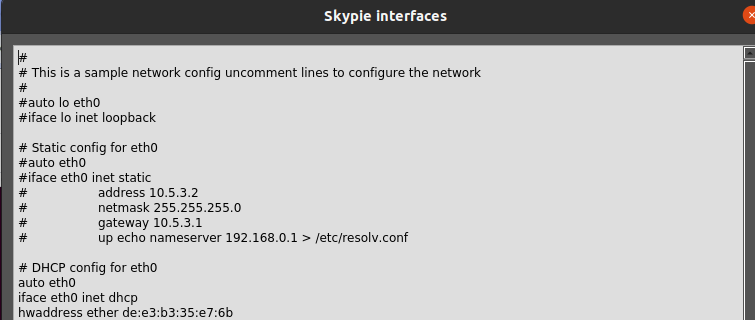 Skypie interfaces
#
# This is a sample network config uncomment lines to configure the network
#
#auto lo eth0
#iface lo inet loopback
# Static config for eth0
#auto eth0
#iface eth0 inet static
# address 10.5.3.2
# netmask 255.255.255.0
# gateway 10.5.3.1
# up echo nameserver 192.168.0.1 > /etc/resolv.conf
# DHCP config for eth0
auto eth0
iface eth0 inet dhcp
hwaddress ether de:e3:b3:35:e7:6b